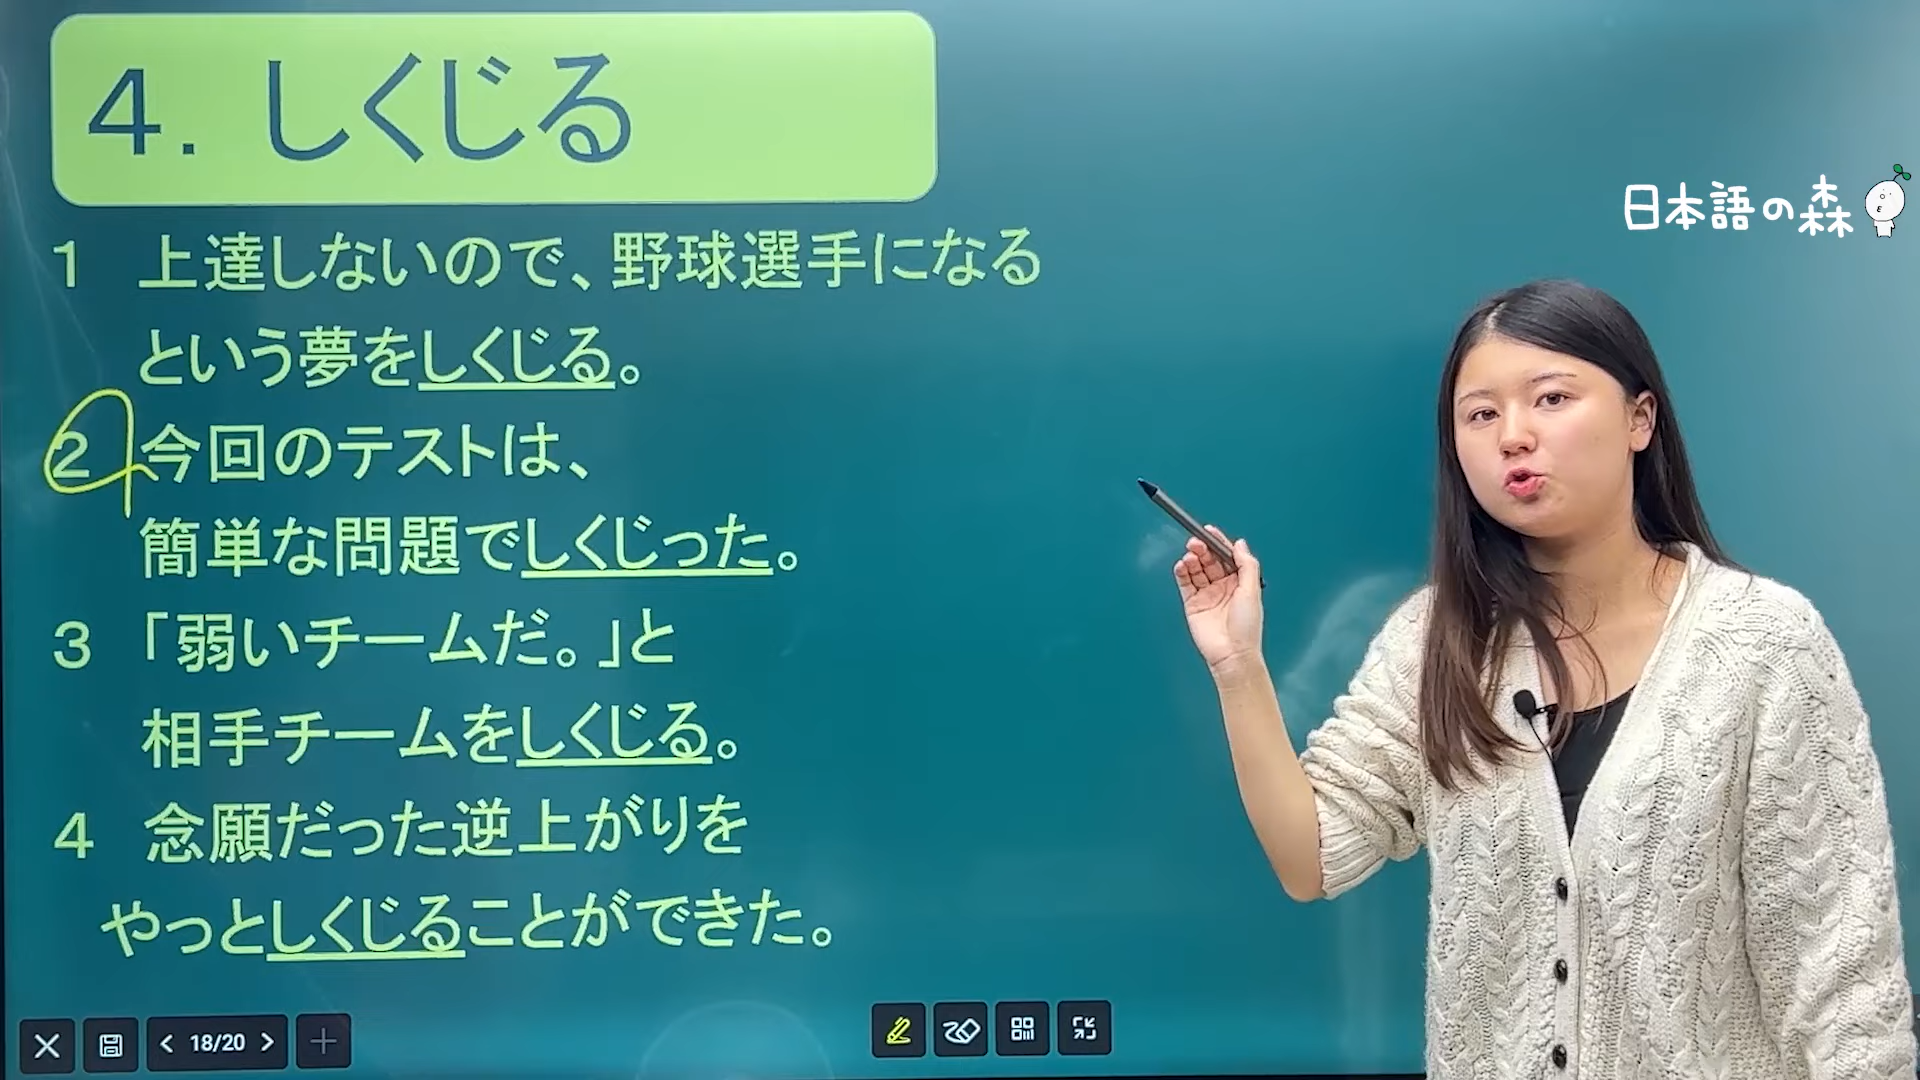 4. しくじる
日本語の森
1 上達しないので、野球選手になる
という夢をしくじる。
2 今回のテストは、
簡単な問題でしくじった。
3 「弱いチームだ。」と
相手チームをしくじる。
4 念願だった逆上がりを
やっとしくじることができた。
18/20